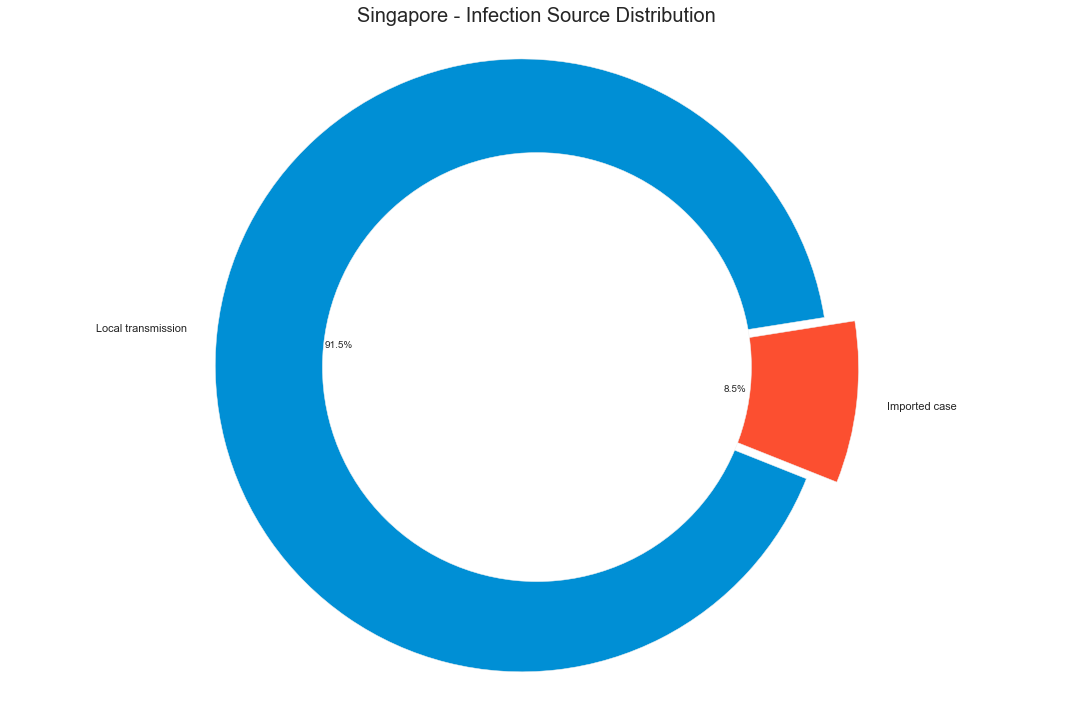 Singapore - Infection Source Distribution
Local transmission
91.5%
8.5%
Imported case